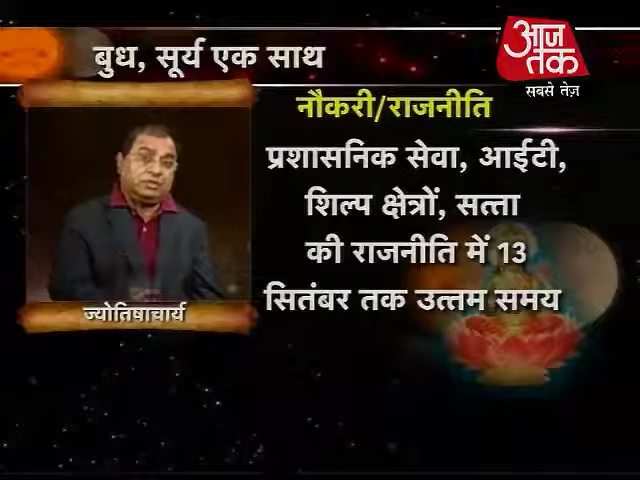 बुध, सूर्य एक साथ
आज
तक
सबसे तेज़
नौकरी/राजनीति
प्रशासनिक सेवा, आईटी,
शिल्प क्षेत्रों, सत्ता
की राजनीति में 13
सितंबर तक उत्तम समय
ज्योतिषाचार्य